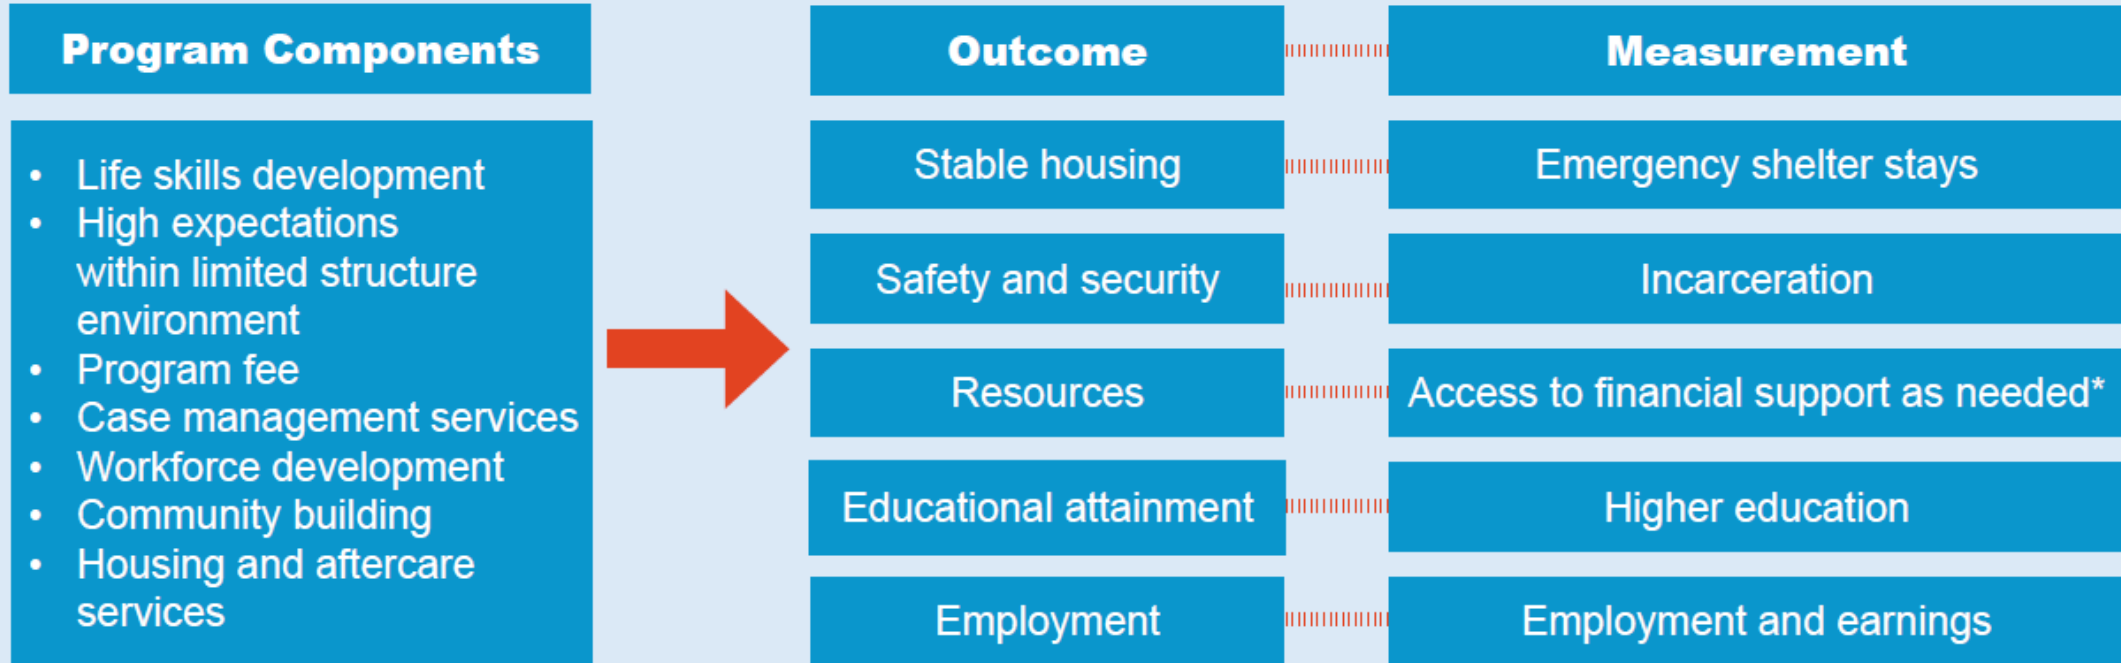 Program Components
• Life skills development
• High expectations
within limited structure
environment
• Program fee
• Case management services
• Workforce development
• Community building
• Housing and aftercare
services
Outcome
Measurement
Stable housing
Emergency shelter stays
Safety and security
Incarceration
Resources
Access to financial support as needed*
Educational attainment
Higher education
Employment
Employment and earnings